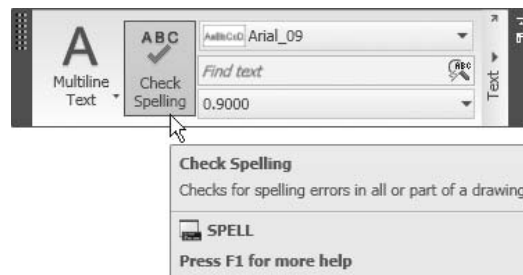 A
Multiline
Text
ABC
Check
Spelling
AaBbCcD Arial_09
Find text
ABC
0.9000
Text
Check Spelling
Checks for spelling errors in all or part of a drawing
SPELL
Press F1 for more help